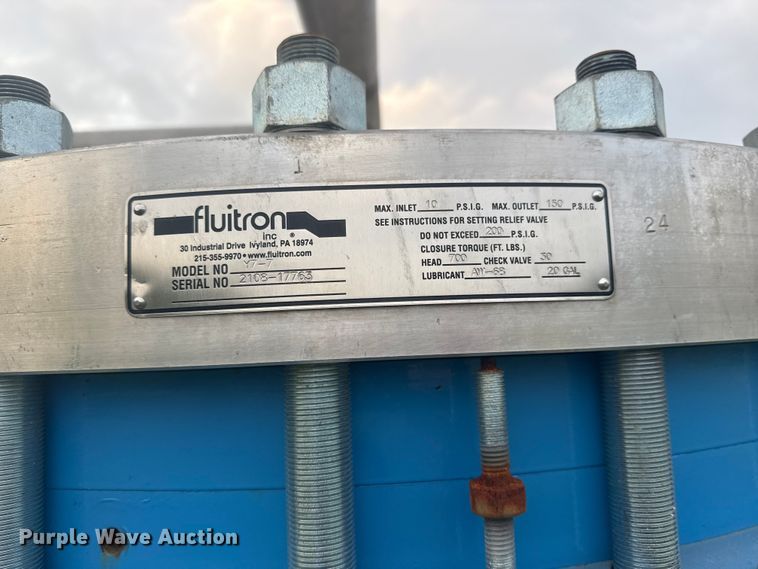 1
24
fluitron
inc.®
30 Industrial Drive Ivyland, PA 18974
215-355-9970 • www.fluitron.com
MODEL NO. Y7-7
SERIAL NO. 2108-17763
MAX. INLET 10 P.S.I.G. MAX. OUTLET 150 P.S.I.G.
SEE INSTRUCTIONS FOR SETTING RELIEF VALVE
DO NOT EXCEED 200 P.S.I.G.
CLOSURE TORQUE (FT. LBS.)
HEAD 700 CHECK VALVE 30
LUBRICANT AW-68 20 GAL
Purple Wave Auction